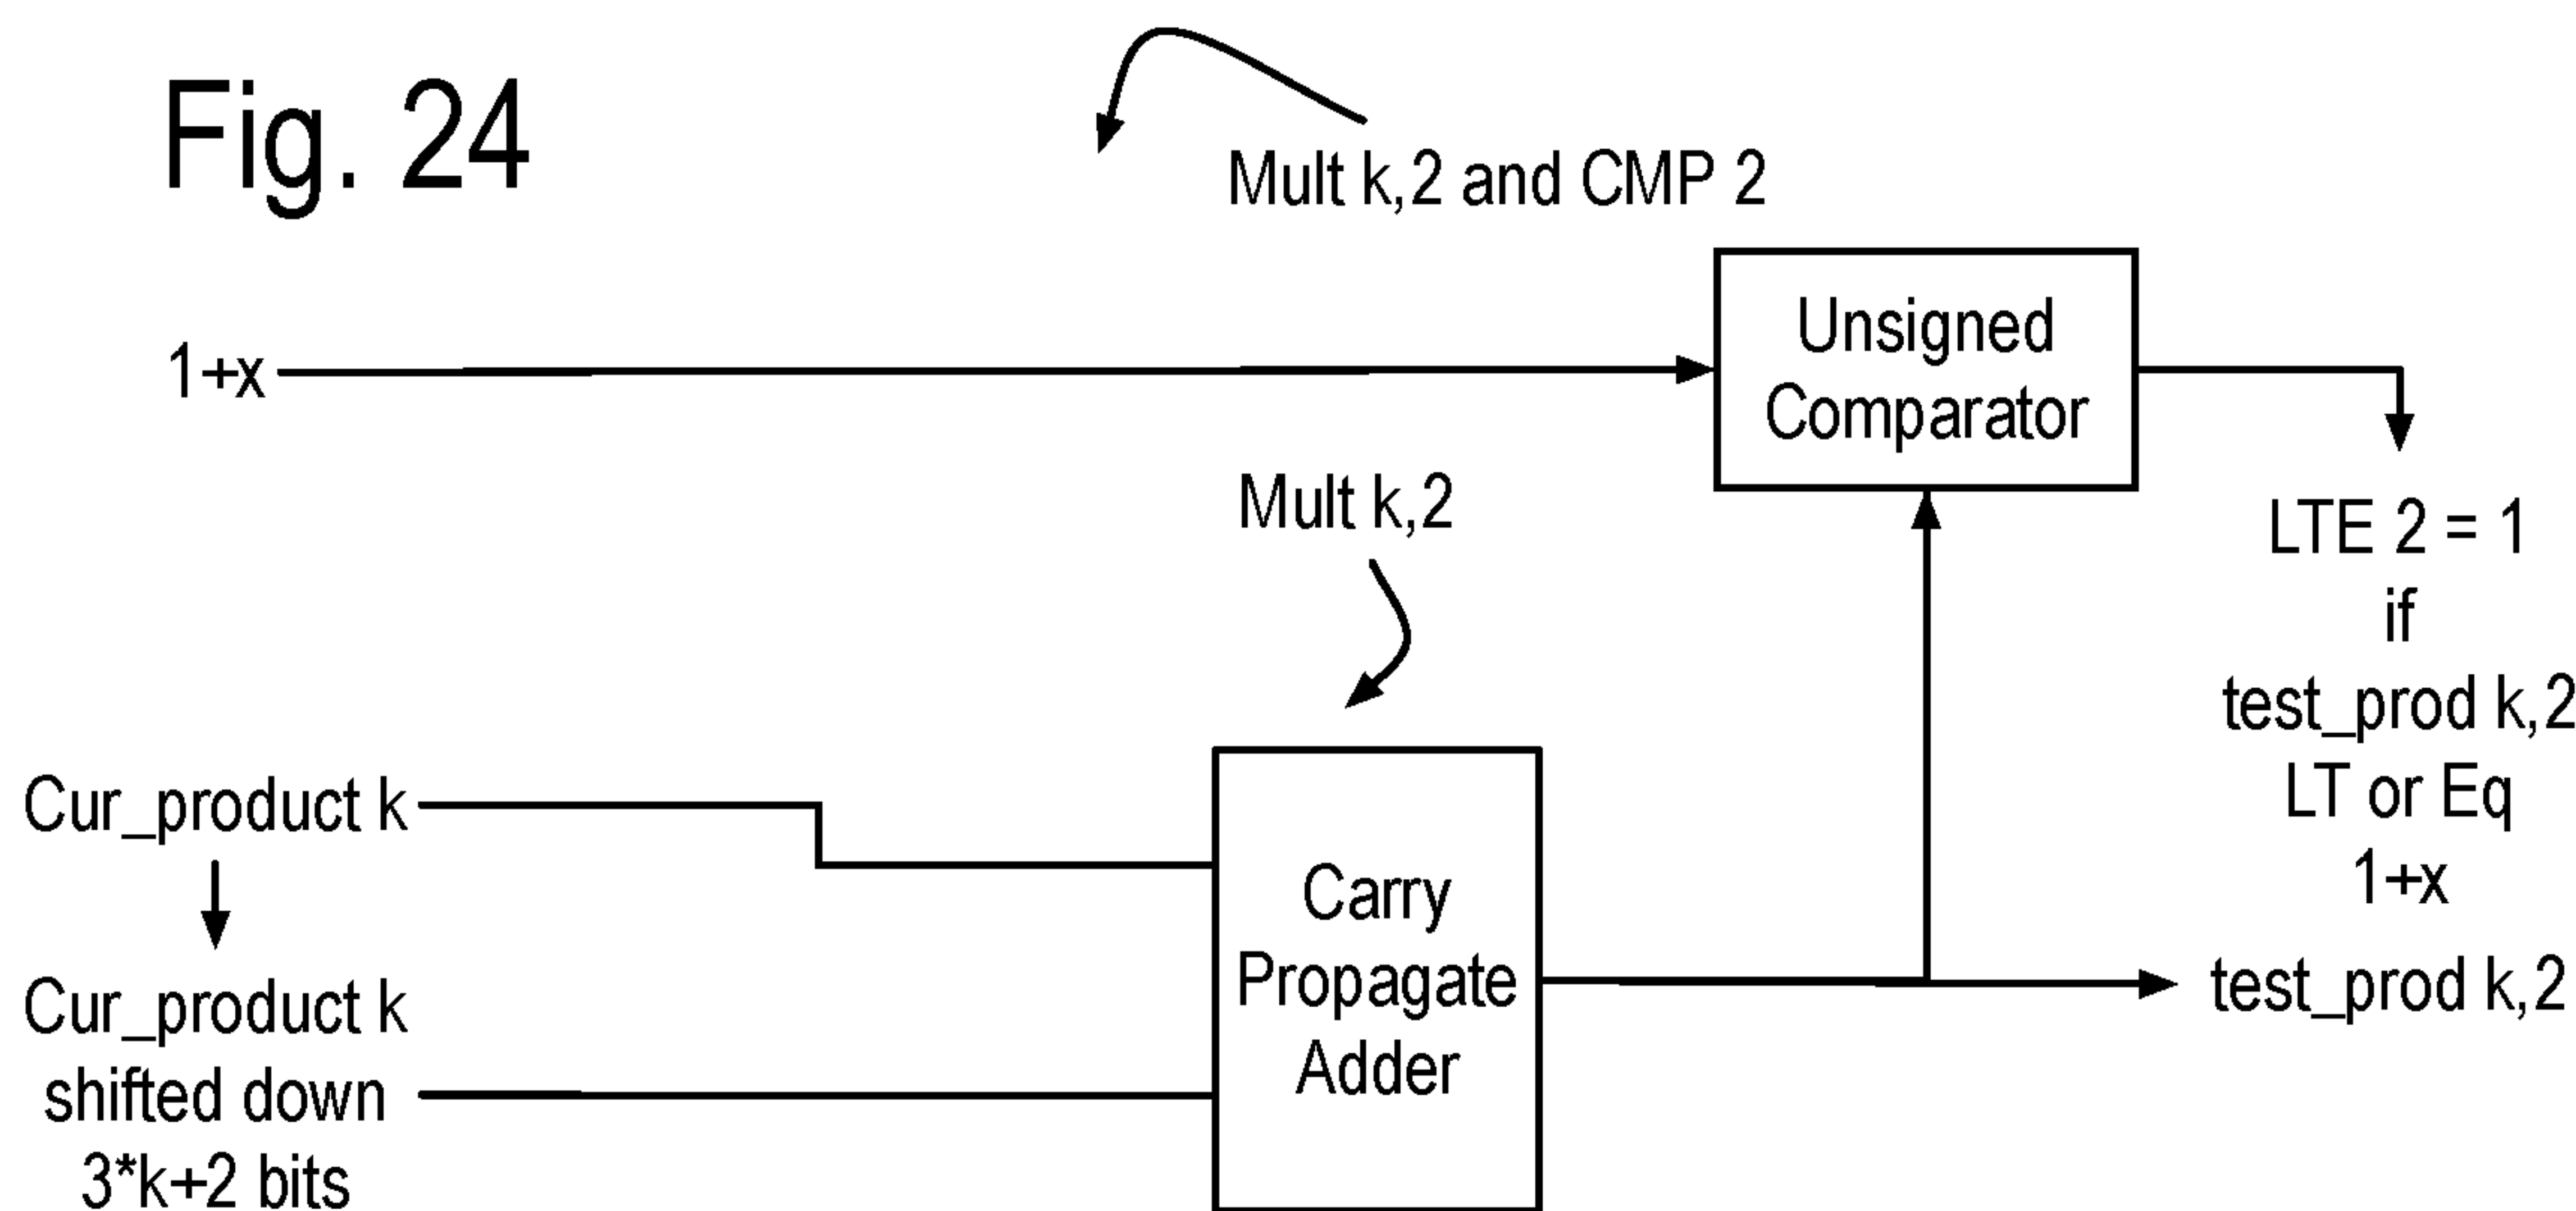 Fig. 24
Mult k,2 and CMP 2
1+x
Unsigned
Comparator
Mult k,2
LTE 2 = 1
if
test_prod k,2
LT or Eq
1+x
Cur_product k
Cur_product k
shifted down
3*k+2 bits
Carry
Propagate
Adder
test_prod k,2